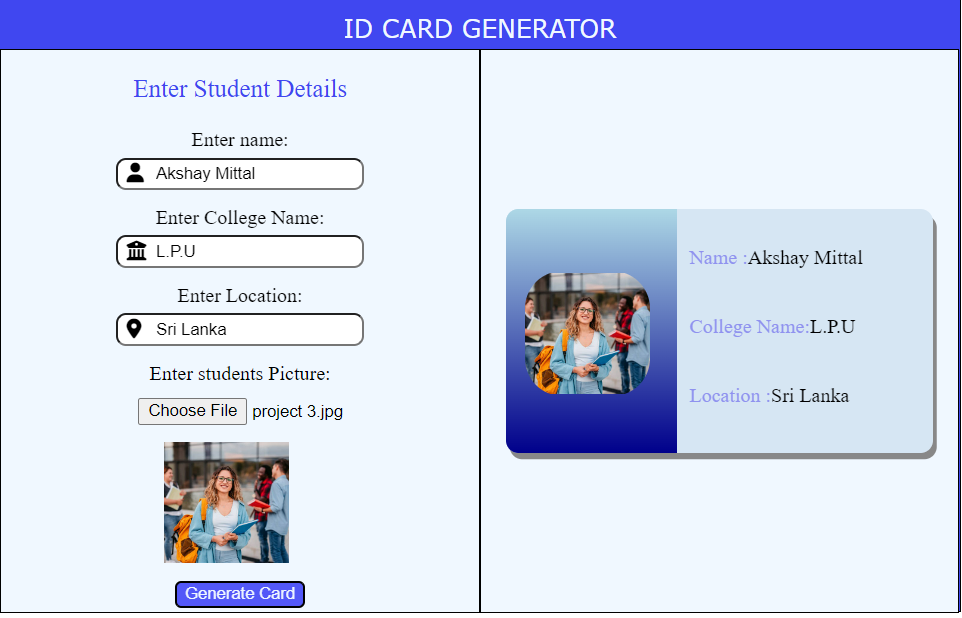 ID CARD GENERATOR
Enter Student Details
Enter name:
Akshay Mittal
Enter College Name:
L.P.U
Enter Location:
Sri Lanka
Enter students Picture:
Choose File project 3.jpg
Generate Card
Name :Akshay Mittal
College Name:L.P.U
Location :Sri Lanka